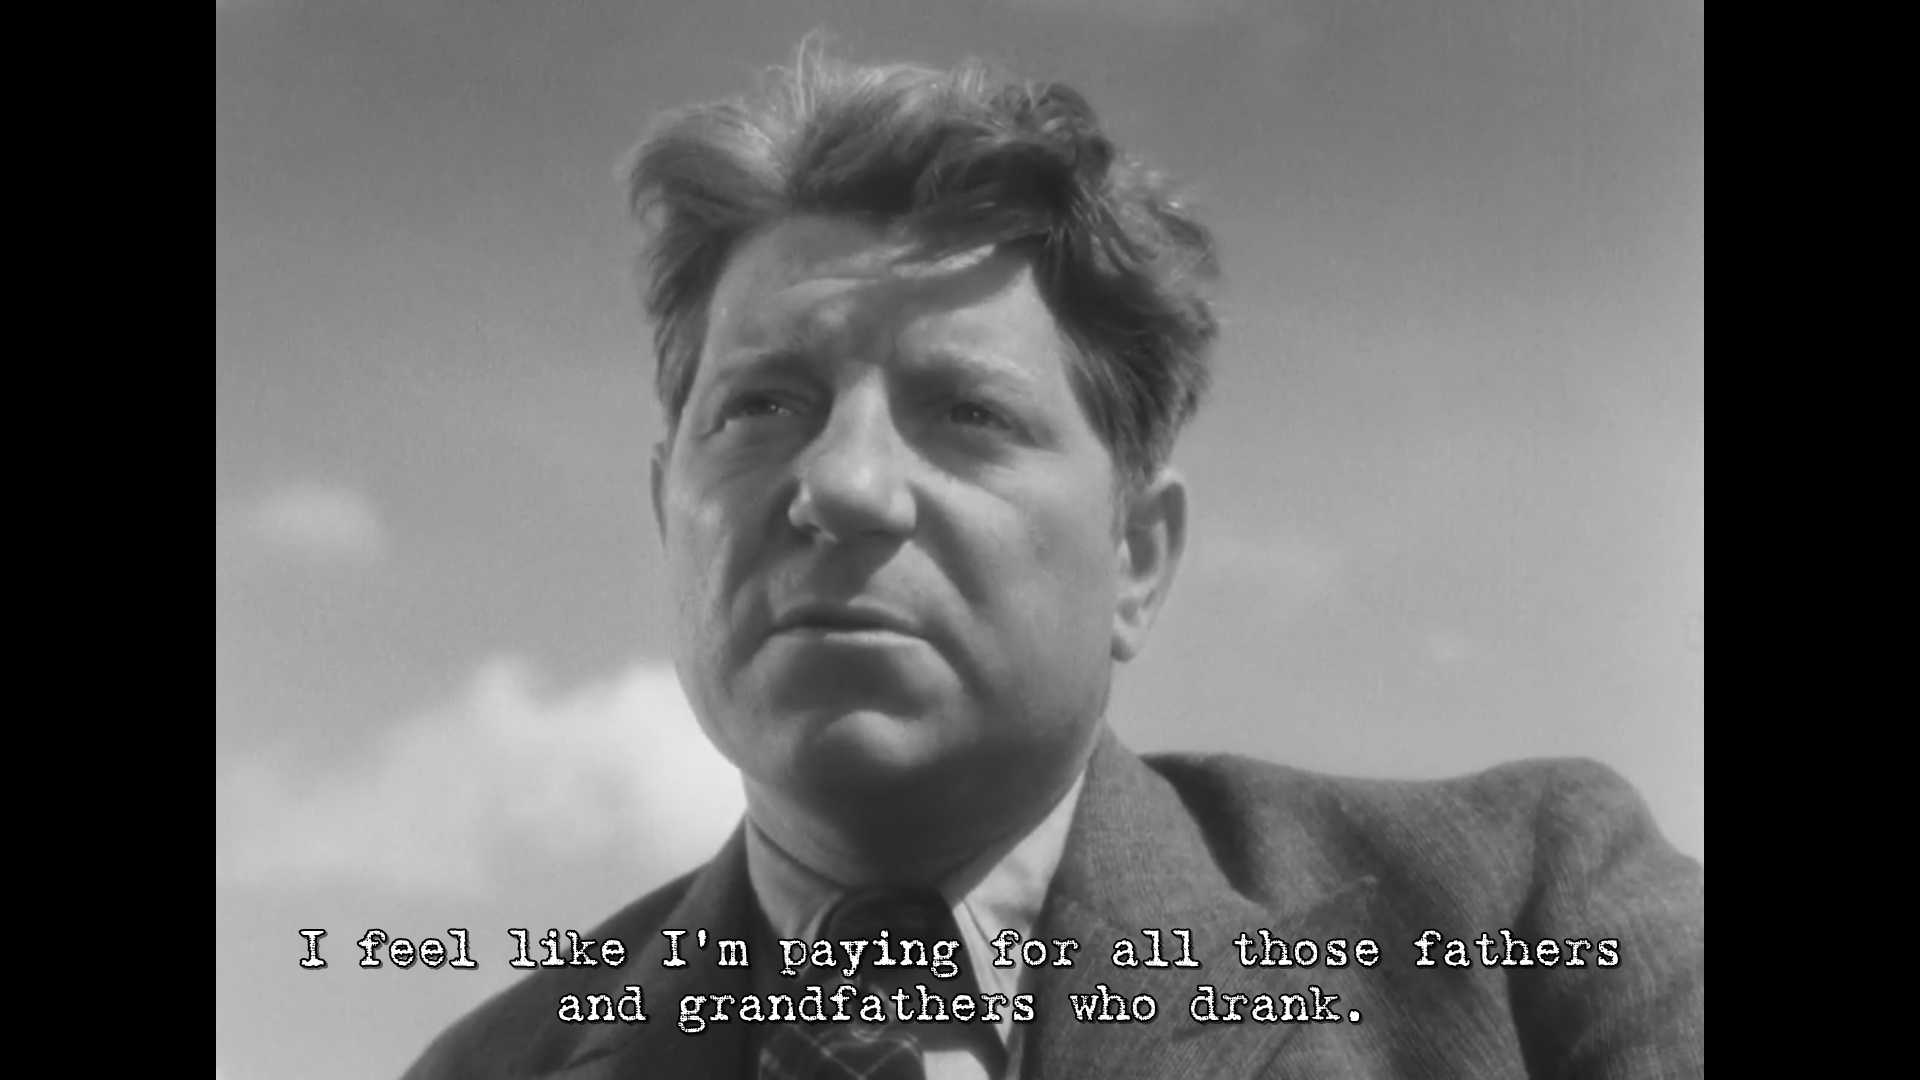 I feel like I'm paying for all those fathers
and grandfathers who drank.